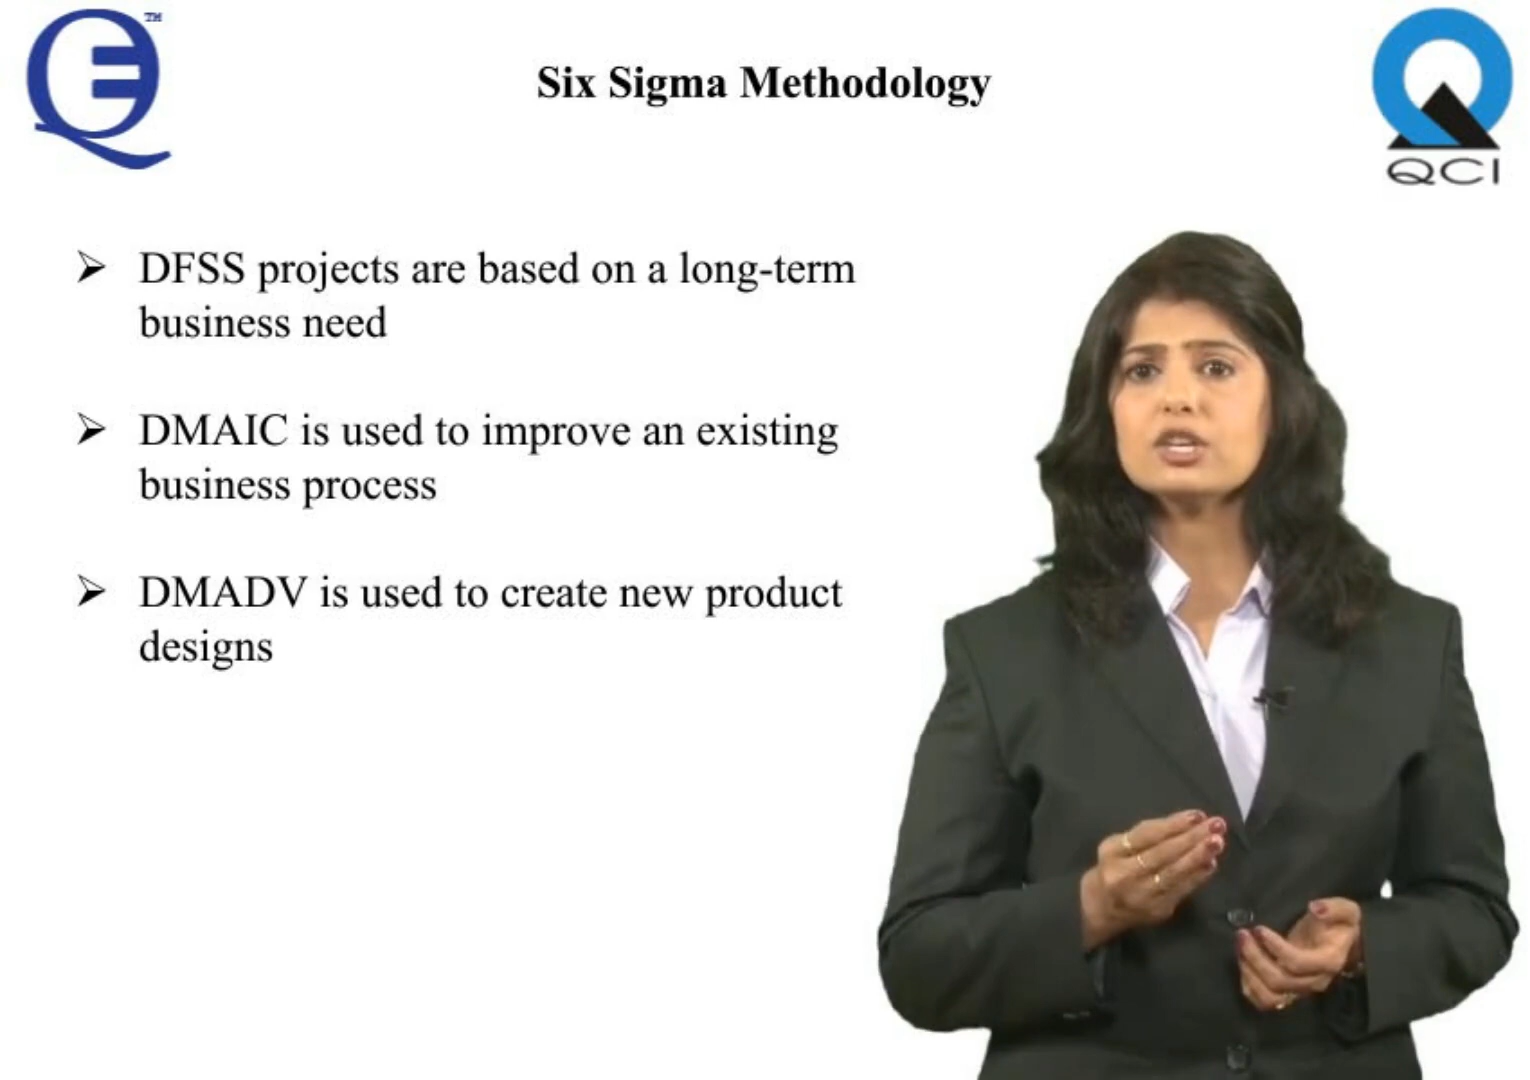 TM
Six Sigma Methodology
QCI
➢ DFSS projects are based on a long-term
business need
➢ DMAIC is used to improve an existing
business process
➢ DMADV is used to create new product
designs